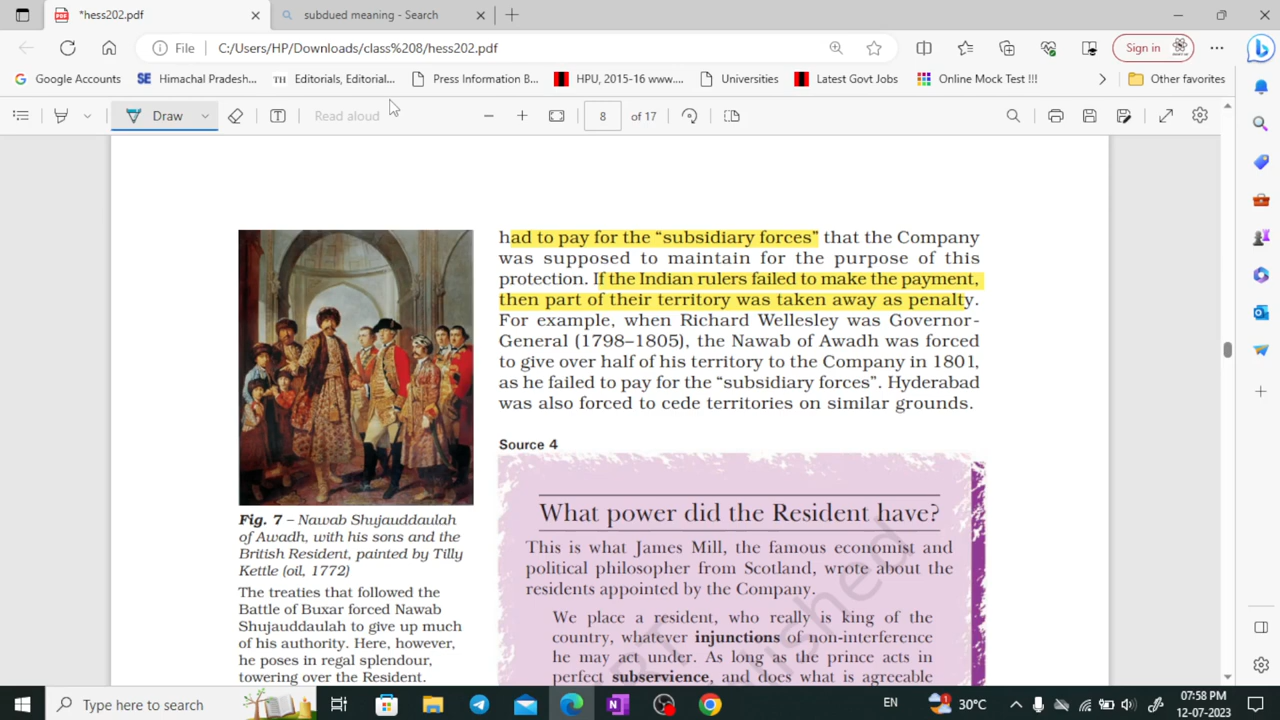 *hess202.pdf
subdued meaning - Search
File
C:/Users/HP/Downloads/class%208/hess202.pdf
Sign in
Google Accounts
SE Himachal Pradesh...
TH Editorials, Editorial...
Press Information B...
HPU, 2015-16 www....
Universities
Latest Govt Jobs
Online Mock Test !!!
Other favorites
Draw
Read aloud
8 of 17
had to pay for the “subsidiary forces” that the Company
was supposed to maintain for the purpose of this
protection. If the Indian rulers failed to make the payment,
then part of their territory was taken away as penalty.
For example, when Richard Wellesley was Governor-
General (1798–1805), the Nawab of Awadh was forced
to give over half of his territory to the Company in 1801,
as he failed to pay for the “subsidiary forces”. Hyderabad
was also forced to cede territories on similar grounds.
Fig. 7 – Nawab Shujauddaulah
of Awadh, with his sons and the
British Resident, painted by Tilly
Kettle (oil, 1772)
The treaties that followed the
Battle of Buxar forced Nawab
Shujauddaulah to give up much
of his authority. Here, however,
he poses in regal splendour,
towering over the Resident.
Source 4
What power did the Resident have?
This is what James Mill, the famous economist and
political philosopher from Scotland, wrote about the
residents appointed by the Company.
We place a resident, who really is king of the
country, whatever injunctions of non-interference
he may act under. As long as the prince acts in
perfect subservience, and does what is agreeable
Type here to search
30°C
EN
07:58 PM
12-07-2023